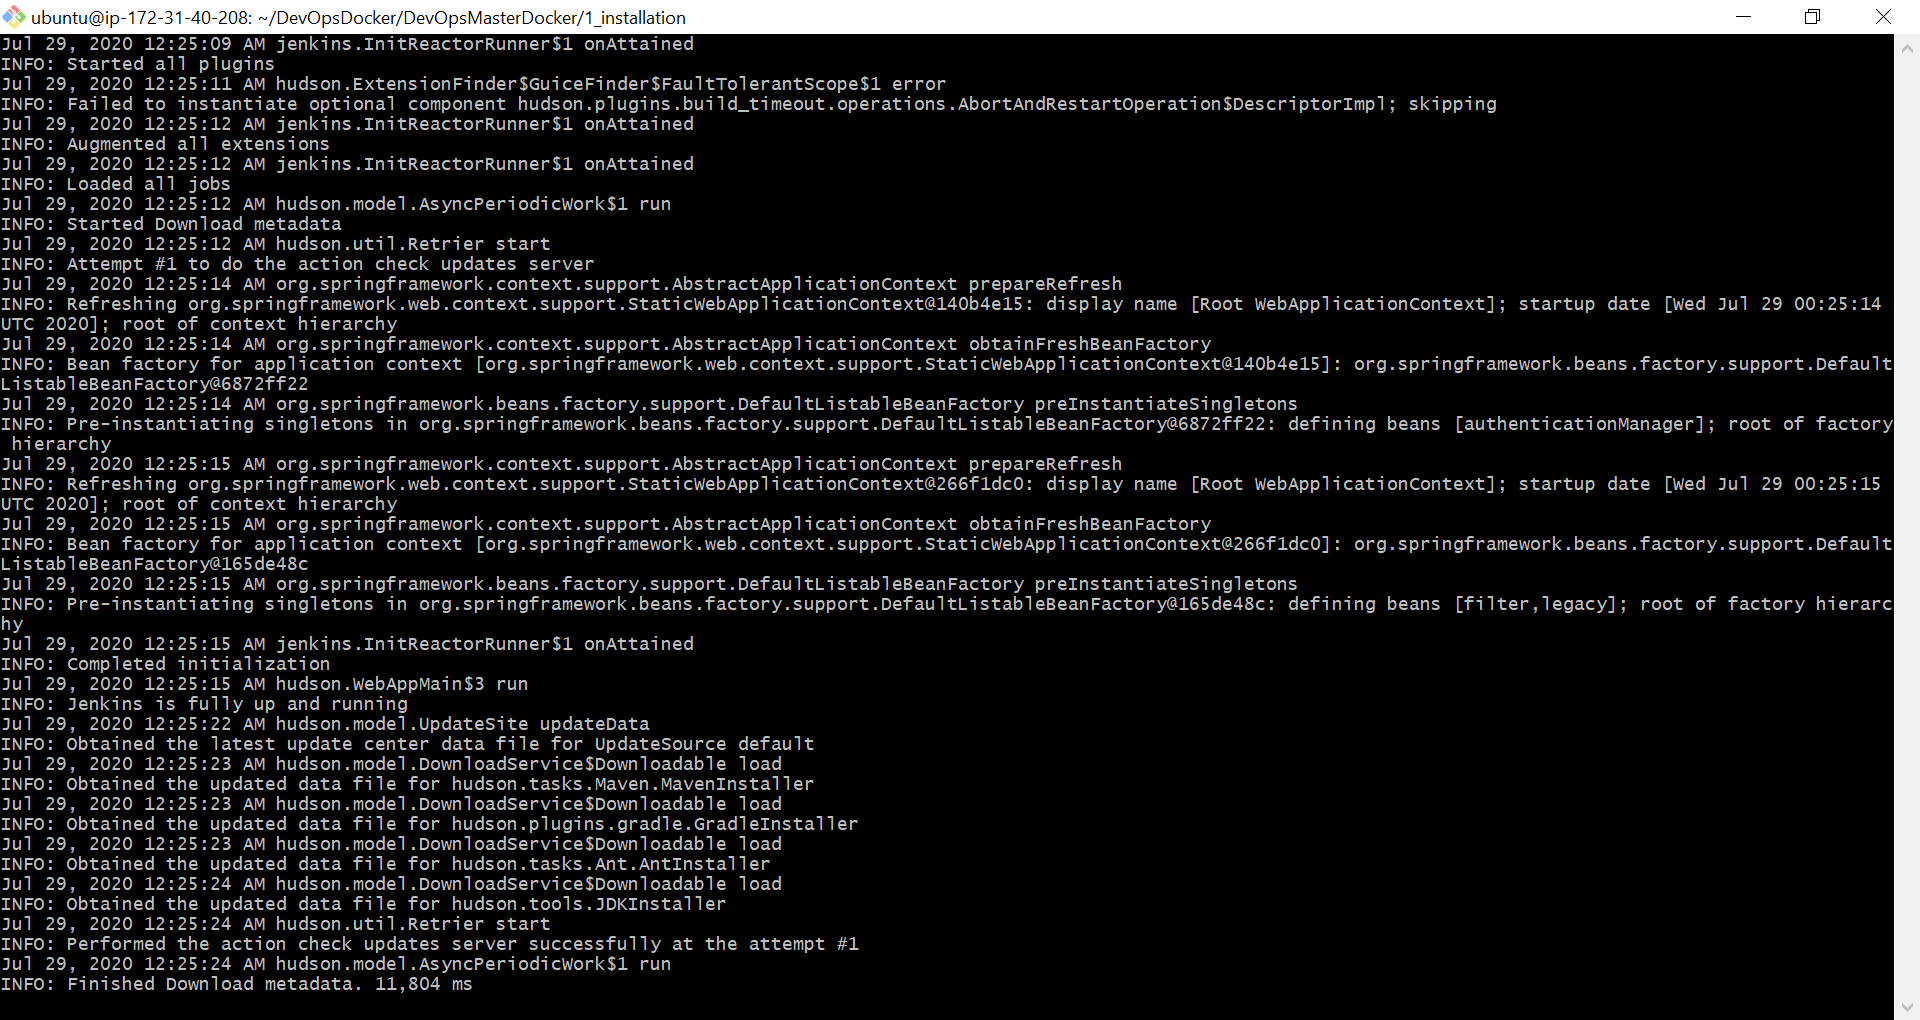 ubuntu@ip-172-31-40-208: ~/DevOpsDocker/DevOpsMasterDocker/1_installation
Jul 29, 2020 12:25:09 AM jenkins.InitReactorRunner$1 onAttained
INFO: Started all plugins
Jul 29, 2020 12:25:11 AM hudson.ExtensionFinder$GuiceFinder$FaultTolerantScope$1 error
INFO: Failed to instantiate optional component hudson.plugins.build_timeout.operations.AbortAndRestartOperation$DescriptorImpl; skipping
Jul 29, 2020 12:25:12 AM jenkins.InitReactorRunner$1 onAttained
INFO: Augmented all extensions
Jul 29, 2020 12:25:12 AM jenkins.InitReactorRunner$1 onAttained
INFO: Loaded all jobs
Jul 29, 2020 12:25:12 AM hudson.model.AsyncPeriodicWork$1 run
INFO: Started Download metadata
Jul 29, 2020 12:25:12 AM hudson.util.Retrier start
INFO: Attempt #1 to do the action check updates server
Jul 29, 2020 12:25:14 AM org.springframework.context.support.AbstractApplicationContext prepareRefresh
INFO: Refreshing org.springframework.web.context.support.StaticWebApplicationContext@140b4e15: display name [Root WebApplicationContext]; startup date [Wed Jul 29 00:25:14
UTC 2020]; root of context hierarchy
Jul 29, 2020 12:25:14 AM org.springframework.context.support.AbstractApplicationContext obtainFreshBeanFactory
INFO: Bean factory for application context [org.springframework.web.context.support.StaticWebApplicationContext@140b4e15]: org.springframework.beans.factory.support.Default
ListableBeanFactory@6872ff22
Jul 29, 2020 12:25:14 AM org.springframework.beans.factory.support.DefaultListableBeanFactory preInstantiateSingletons
INFO: Pre-instantiating singletons in org.springframework.beans.factory.support.DefaultListableBeanFactory@6872ff22: defining beans [authenticationManager]; root of factory
 hierarchy
Jul 29, 2020 12:25:15 AM org.springframework.context.support.AbstractApplicationContext prepareRefresh
INFO: Refreshing org.springframework.web.context.support.StaticWebApplicationContext@266f1dc0: display name [Root WebApplicationContext]; startup date [Wed Jul 29 00:25:15
UTC 2020]; root of context hierarchy
Jul 29, 2020 12:25:15 AM org.springframework.context.support.AbstractApplicationContext obtainFreshBeanFactory
INFO: Bean factory for application context [org.springframework.web.context.support.StaticWebApplicationContext@266f1dc0]: org.springframework.beans.factory.support.Default
ListableBeanFactory@165de48c
Jul 29, 2020 12:25:15 AM org.springframework.beans.factory.support.DefaultListableBeanFactory preInstantiateSingletons
INFO: Pre-instantiating singletons in org.springframework.beans.factory.support.DefaultListableBeanFactory@165de48c: defining beans [filter,legacy]; root of factory hierarc
hy
Jul 29, 2020 12:25:15 AM jenkins.InitReactorRunner$1 onAttained
INFO: Completed initialization
Jul 29, 2020 12:25:15 AM hudson.WebAppMain$3 run
INFO: Jenkins is fully up and running
Jul 29, 2020 12:25:22 AM hudson.model.UpdateSite updateData
INFO: Obtained the latest update center data file for UpdateSource default
Jul 29, 2020 12:25:23 AM hudson.model.DownloadService$Downloadable load
INFO: Obtained the updated data file for hudson.tasks.Maven.MavenInstaller
Jul 29, 2020 12:25:23 AM hudson.model.DownloadService$Downloadable load
INFO: Obtained the updated data file for hudson.plugins.gradle.GradleInstaller
Jul 29, 2020 12:25:23 AM hudson.model.DownloadService$Downloadable load
INFO: Obtained the updated data file for hudson.tasks.Ant.AntInstaller
Jul 29, 2020 12:25:24 AM hudson.model.DownloadService$Downloadable load
INFO: Obtained the updated data file for hudson.tools.JDKInstaller
Jul 29, 2020 12:25:24 AM hudson.util.Retrier start
INFO: Performed the action check updates server successfully at the attempt #1
Jul 29, 2020 12:25:24 AM hudson.model.AsyncPeriodicWork$1 run
INFO: Finished Download metadata. 11,804 ms